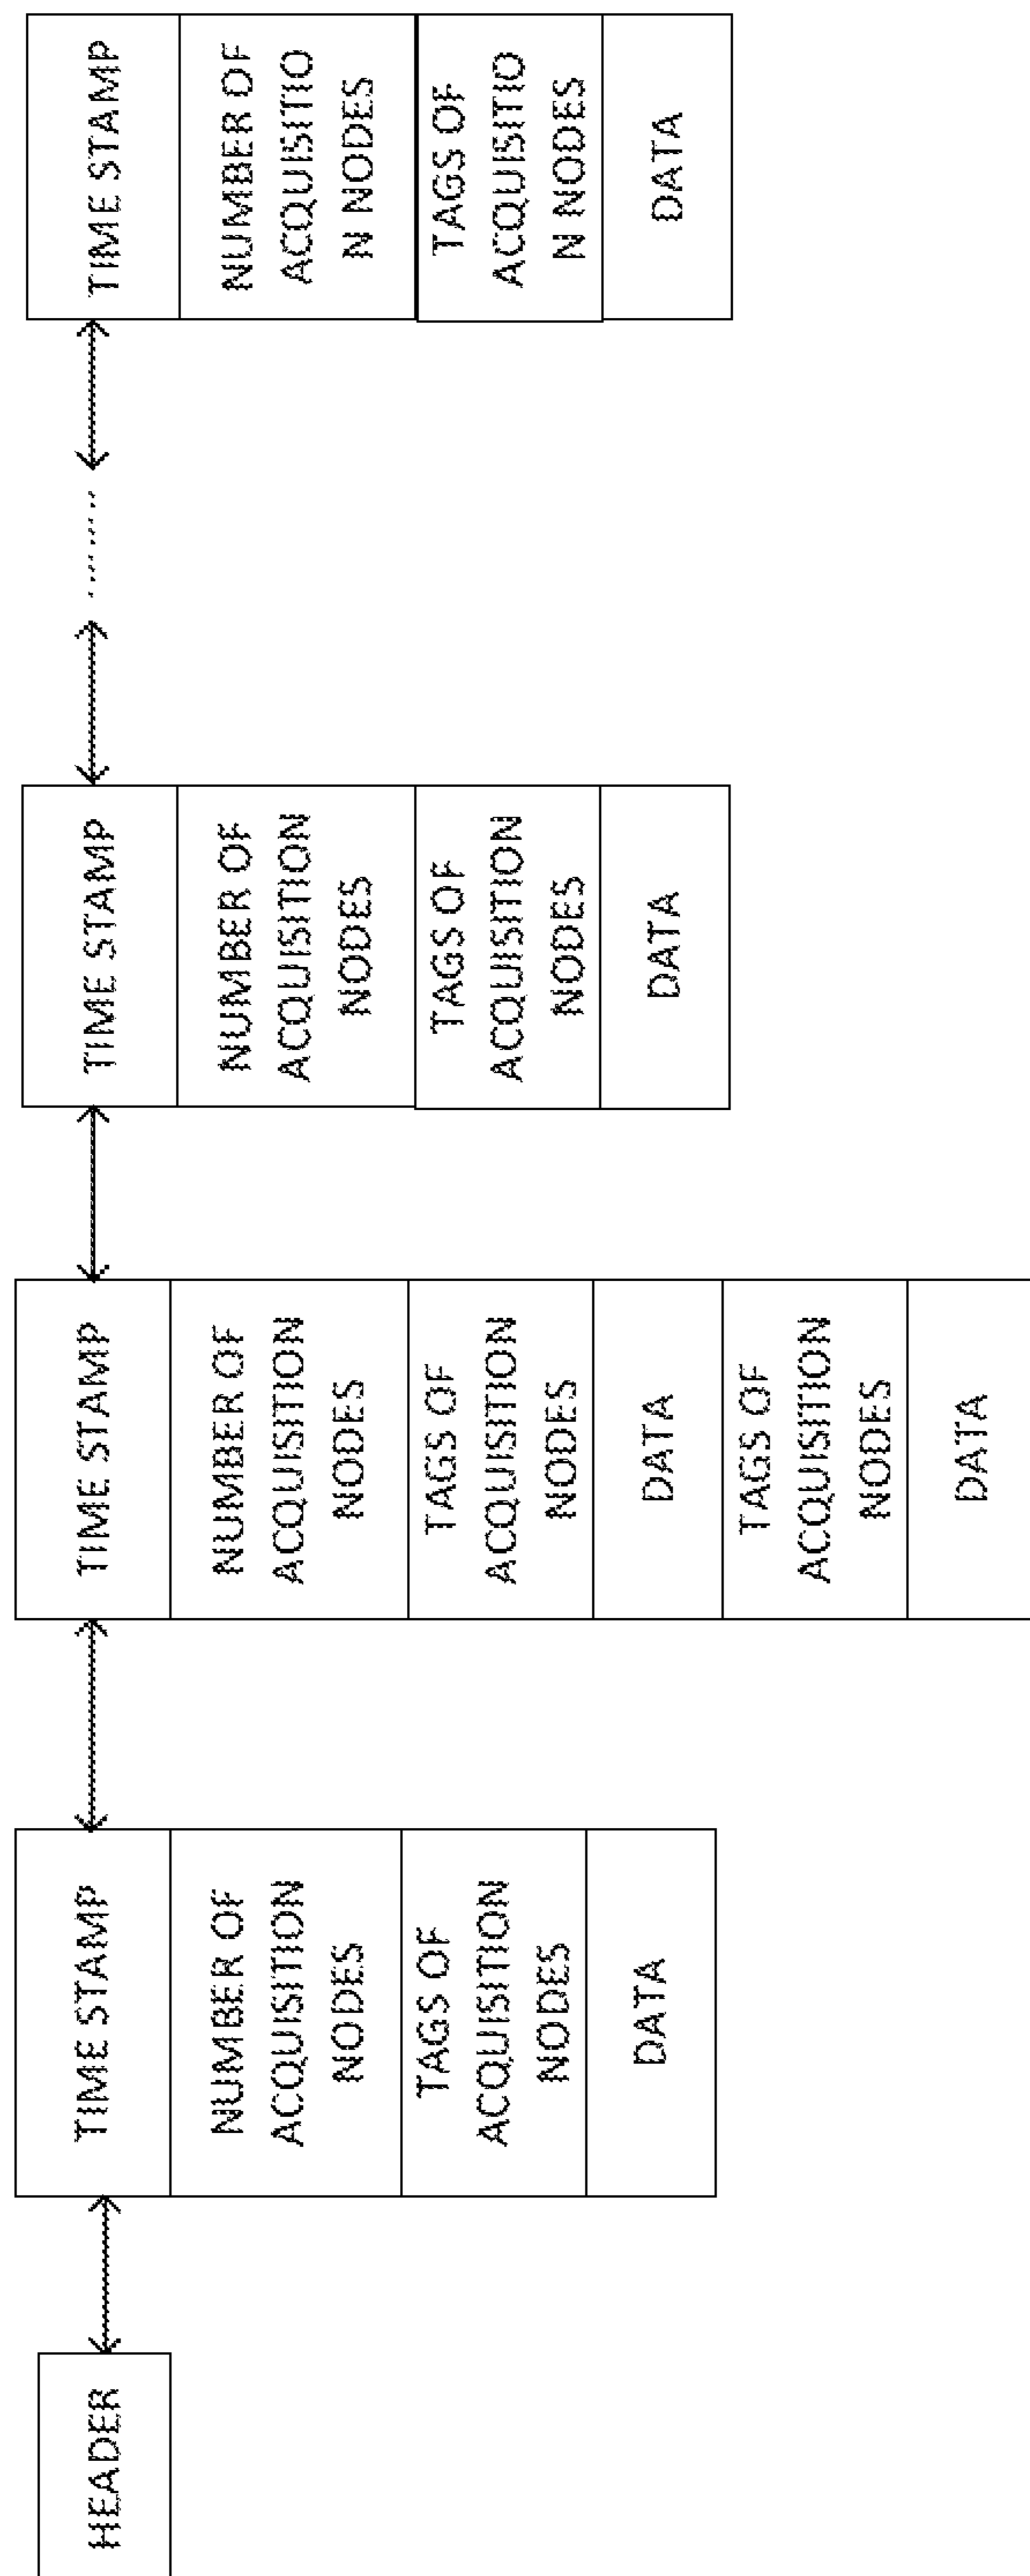 HEADER
TIME STAMP
NUMBER OF
ACQUISITION
NODES
TAGS OF
ACQUISITION
NODES
DATA
TIME STAMP
NUMBER OF
ACQUISITION
NODES
TAGS OF
ACQUISITION
NODES
DATA
TAGS OF
ACQUISITION
NODES
DATA
TIME STAMP
NUMBER OF
ACQUISITION
NODES
TAGS OF
ACQUISITION
NODES
DATA
.......
TIME STAMP
NUMBER OF
ACQUISITIO
N NODES
TAGS OF
ACQUISITIO
N NODES
DATA